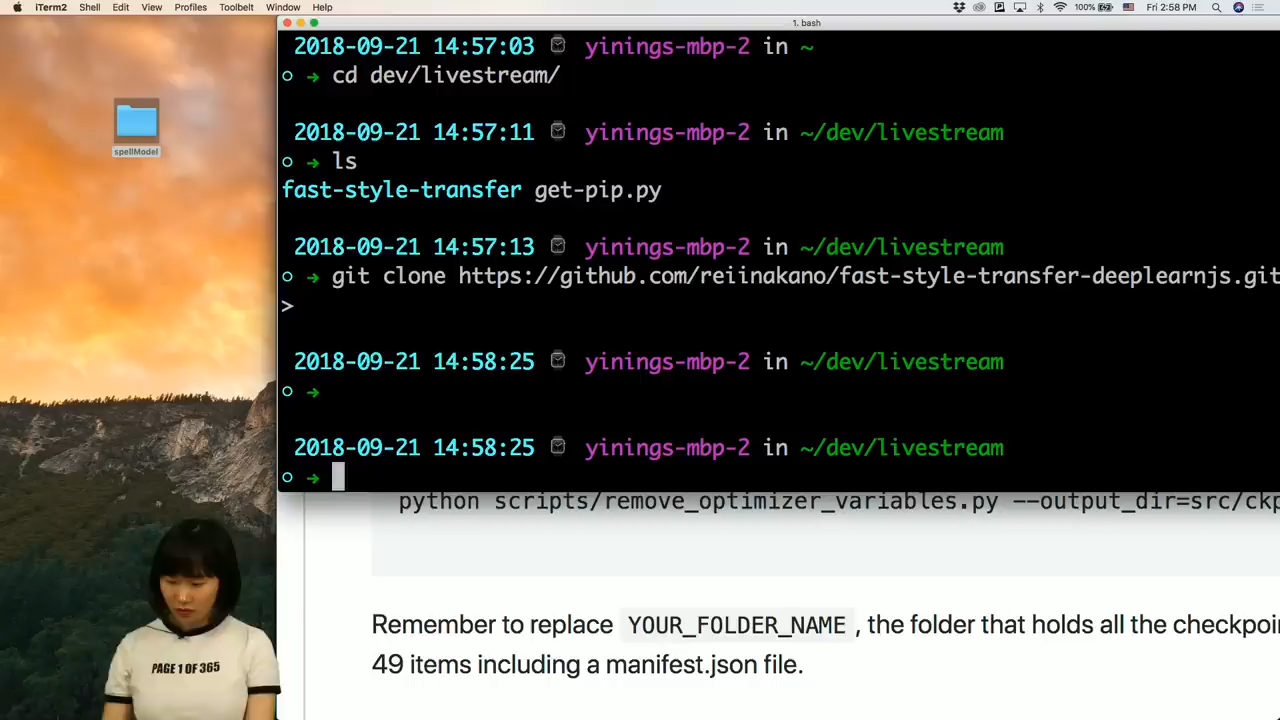 iTerm2 Shell Edit View Profiles Toolbelt Window Help 100% Fri 2:58 PM
1. bash
spellModel
2018-09-21 14:57:03 yinings-mbp-2 in ~
○ → cd dev/livestream/
2018-09-21 14:57:11 yinings-mbp-2 in ~/dev/livestream
○ → ls
fast-style-transfer get-pip.py
2018-09-21 14:57:13 yinings-mbp-2 in ~/dev/livestream
○ → git clone https://github.com/reiinakano/fast-style-transfer-deeplearnjs.git
>
2018-09-21 14:58:25 yinings-mbp-2 in ~/dev/livestream
○ →
2018-09-21 14:58:25 yinings-mbp-2 in ~/dev/livestream
○ →
python scripts/remove_optimizer_variables.py --output_dir=src/ckp
Remember to replace YOUR_FOLDER_NAME , the folder that holds all the checkpoi
49 items including a manifest.json file.
PAGE 1 OF 365